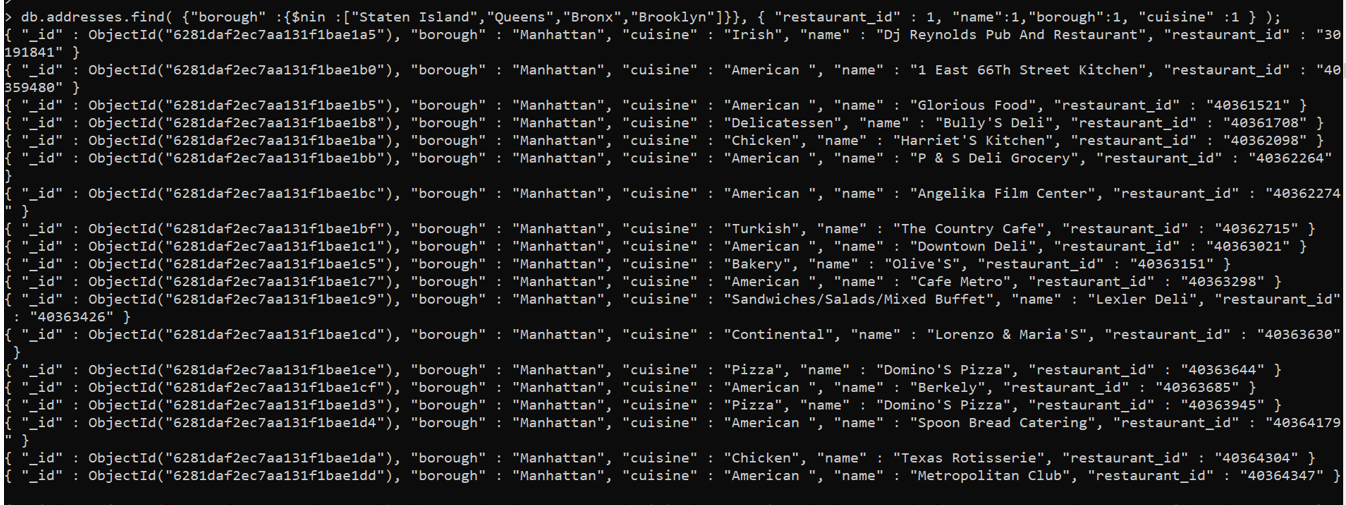 > db.addresses.find( {"borough" :{$nin :["Staten Island","Queens","Bronx","Brooklyn"]}}, { "restaurant_id" : 1, "name":1,"borough":1, "cuisine" :1 } );
{ "_id" : ObjectId("6281daf2ec7aa131f1bae1a5"), "borough" : "Manhattan", "cuisine" : "Irish", "name" : "Dj Reynolds Pub And Restaurant", "restaurant_id" : "30
191841" }
{ "_id" : ObjectId("6281daf2ec7aa131f1bae1b0"), "borough" : "Manhattan", "cuisine" : "American ", "name" : "1 East 66Th Street Kitchen", "restaurant_id" : "40
359480" }
{ "_id" : ObjectId("6281daf2ec7aa131f1bae1b5"), "borough" : "Manhattan", "cuisine" : "American ", "name" : "Glorious Food", "restaurant_id" : "40361521" }
{ "_id" : ObjectId("6281daf2ec7aa131f1bae1b8"), "borough" : "Manhattan", "cuisine" : "Delicatessen", "name" : "Bully'S Deli", "restaurant_id" : "40361708" }
{ "_id" : ObjectId("6281daf2ec7aa131f1bae1ba"), "borough" : "Manhattan", "cuisine" : "Chicken", "name" : "Harriet'S Kitchen", "restaurant_id" : "40362098" }
{ "_id" : ObjectId("6281daf2ec7aa131f1bae1bb"), "borough" : "Manhattan", "cuisine" : "American ", "name" : "P & S Deli Grocery", "restaurant_id" : "40362264"
}
{ "_id" : ObjectId("6281daf2ec7aa131f1bae1bc"), "borough" : "Manhattan", "cuisine" : "American ", "name" : "Angelika Film Center", "restaurant_id" : "40362274
" }
{ "_id" : ObjectId("6281daf2ec7aa131f1bae1bf"), "borough" : "Manhattan", "cuisine" : "Turkish", "name" : "The Country Cafe", "restaurant_id" : "40362715" }
{ "_id" : ObjectId("6281daf2ec7aa131f1bae1c1"), "borough" : "Manhattan", "cuisine" : "American ", "name" : "Downtown Deli", "restaurant_id" : "40363021" }
{ "_id" : ObjectId("6281daf2ec7aa131f1bae1c5"), "borough" : "Manhattan", "cuisine" : "Bakery", "name" : "Olive'S", "restaurant_id" : "40363151" }
{ "_id" : ObjectId("6281daf2ec7aa131f1bae1c7"), "borough" : "Manhattan", "cuisine" : "American ", "name" : "Cafe Metro", "restaurant_id" : "40363298" }
{ "_id" : ObjectId("6281daf2ec7aa131f1bae1c9"), "borough" : "Manhattan", "cuisine" : "Sandwiches/Salads/Mixed Buffet", "name" : "Lexler Deli", "restaurant_id"
 : "40363426" }
{ "_id" : ObjectId("6281daf2ec7aa131f1bae1cd"), "borough" : "Manhattan", "cuisine" : "Continental", "name" : "Lorenzo & Maria'S", "restaurant_id" : "40363630"
 }
{ "_id" : ObjectId("6281daf2ec7aa131f1bae1ce"), "borough" : "Manhattan", "cuisine" : "Pizza", "name" : "Domino'S Pizza", "restaurant_id" : "40363644" }
{ "_id" : ObjectId("6281daf2ec7aa131f1bae1cf"), "borough" : "Manhattan", "cuisine" : "American ", "name" : "Berkely", "restaurant_id" : "40363685" }
{ "_id" : ObjectId("6281daf2ec7aa131f1bae1d3"), "borough" : "Manhattan", "cuisine" : "Pizza", "name" : "Domino'S Pizza", "restaurant_id" : "40363945" }
{ "_id" : ObjectId("6281daf2ec7aa131f1bae1d4"), "borough" : "Manhattan", "cuisine" : "American ", "name" : "Spoon Bread Catering", "restaurant_id" : "40364179
" }
{ "_id" : ObjectId("6281daf2ec7aa131f1bae1da"), "borough" : "Manhattan", "cuisine" : "Chicken", "name" : "Texas Rotisserie", "restaurant_id" : "40364304" }
{ "_id" : ObjectId("6281daf2ec7aa131f1bae1dd"), "borough" : "Manhattan", "cuisine" : "American ", "name" : "Metropolitan Club", "restaurant_id" : "40364347" }